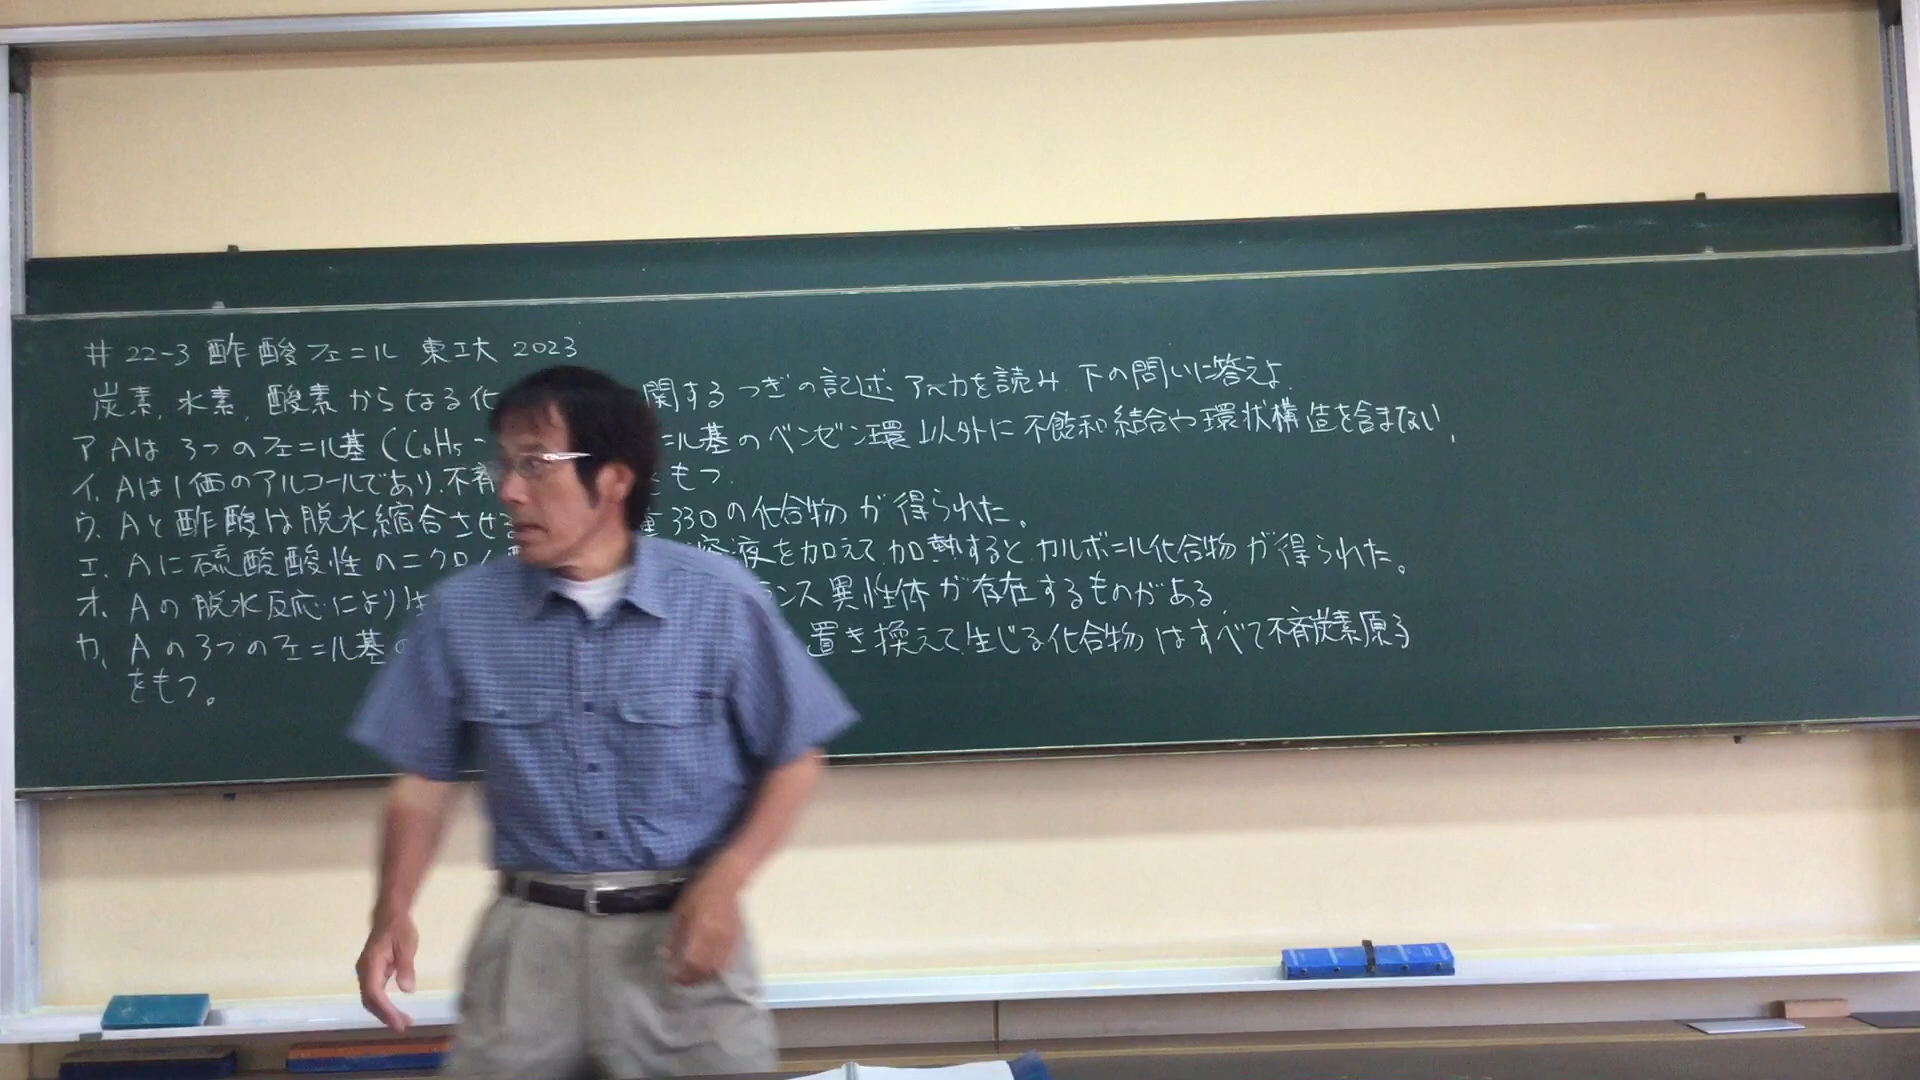 # 22-3 酢酸フェニル 東工大 2023
炭素, 水素, 酸素からなる化 関するつぎの記述 ア〜カを読み, 下の問いに答えよ.
ア Aは 3つのフェニル基 (C6H5- ニル基のベンゼン環以外に不飽和結合や環状構造を含まない.
イ. Aは1価のアルコールであり, 不斉 もつ.
ウ. Aと酢酸は脱水縮合させ 330の化合物が得られた。
エ. Aに硫酸酸性のニクロ 溶液を加えて加熱するとカルボニル化合物が得られた。
オ. Aの脱水反応により生 ランス異性体が存在するものがある.
カ. Aの3つのフェニル基の 置き換えて生じる化合物はすべて不斉炭素原子
をもつ。